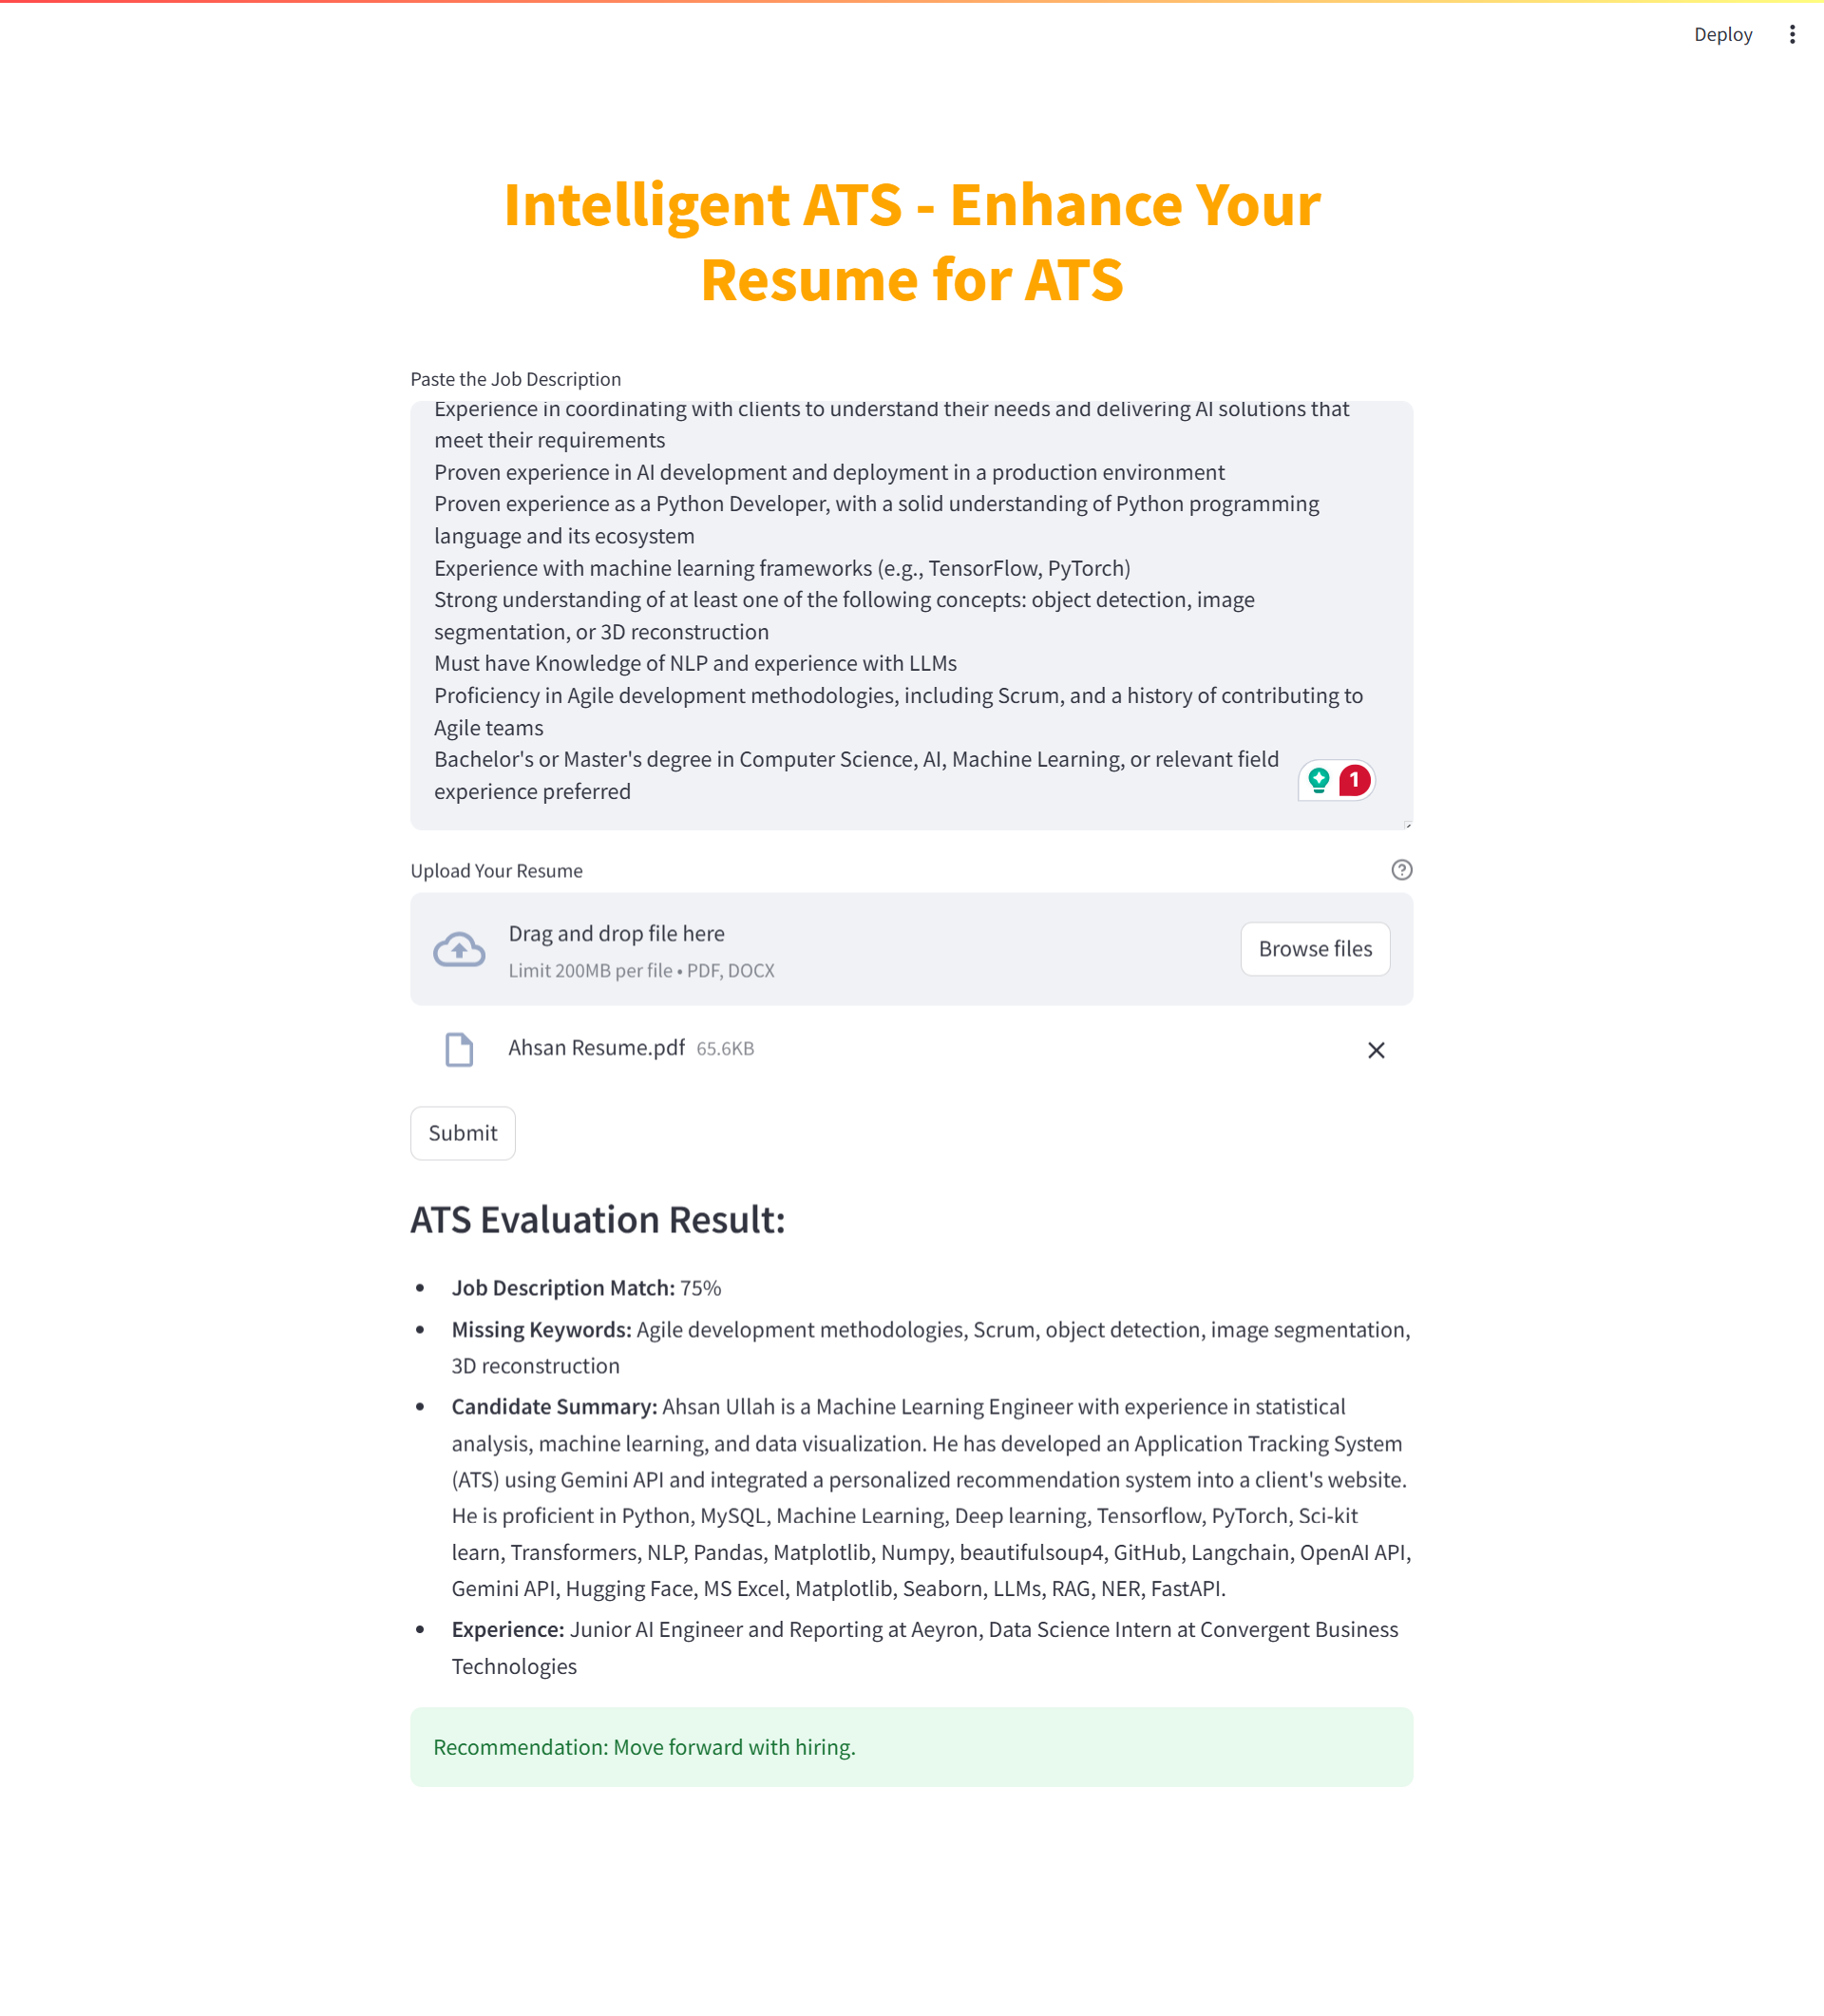 Deploy
Intelligent ATS - Enhance Your
Resume for ATS
Paste the Job Description
Experience in coordinating with clients to understand their needs and delivering AI solutions that
meet their requirements
Proven experience in AI development and deployment in a production environment
Proven experience as a Python Developer, with a solid understanding of Python programming
language and its ecosystem
Experience with machine learning frameworks (e.g., TensorFlow, PyTorch)
Strong understanding of at least one of the following concepts: object detection, image
segmentation, or 3D reconstruction
Must have Knowledge of NLP and experience with LLMs
Proficiency in Agile development methodologies, including Scrum, and a history of contributing to
Agile teams
Bachelor's or Master's degree in Computer Science, AI, Machine Learning, or relevant field
experience preferred
1
Upload Your Resume
Drag and drop file here
Limit 200MB per file • PDF, DOCX
Browse files
Ahsan Resume.pdf 65.6KB
Submit
ATS Evaluation Result:
• Job Description Match: 75%
• Missing Keywords: Agile development methodologies, Scrum, object detection, image segmentation,
3D reconstruction
• Candidate Summary: Ahsan Ullah is a Machine Learning Engineer with experience in statistical
analysis, machine learning, and data visualization. He has developed an Application Tracking System
(ATS) using Gemini API and integrated a personalized recommendation system into a client's website.
He is proficient in Python, MySQL, Machine Learning, Deep learning, Tensorflow, PyTorch, Sci-kit
learn, Transformers, NLP, Pandas, Matplotlib, Numpy, beautifulsoup4, GitHub, Langchain, OpenAI API,
Gemini API, Hugging Face, MS Excel, Matplotlib, Seaborn, LLMs, RAG, NER, FastAPI.
• Experience: Junior AI Engineer and Reporting at Aeyron, Data Science Intern at Convergent Business
Technologies
Recommendation: Move forward with hiring.